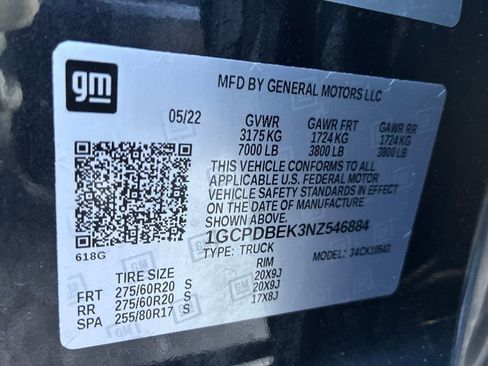 gm
MFD BY GENERAL MOTORS LLC
05/22 GVWR GAWR FRT GAWR RR
3175 KG 1724 KG 1724 KG
7000 LB 3800 LB 3800 LB
THIS VEHICLE CONFORMS TO ALL
APPLICABLE U.S. FEDERAL MOTOR
VEHICLE SAFETY STANDARDS IN EFFECT
ON THE DATE OF MANUFACTURE
SHOWN ABOVE.
1GCPDBEK3NZ546884
TYPE: TRUCK MODEL: 34CK10543
618G
TIRE SIZE RIM
FRT 275/60R20 S 20X9J
RR 275/60R20 S 20X9J
SPA 255/80R17 S 17X8J